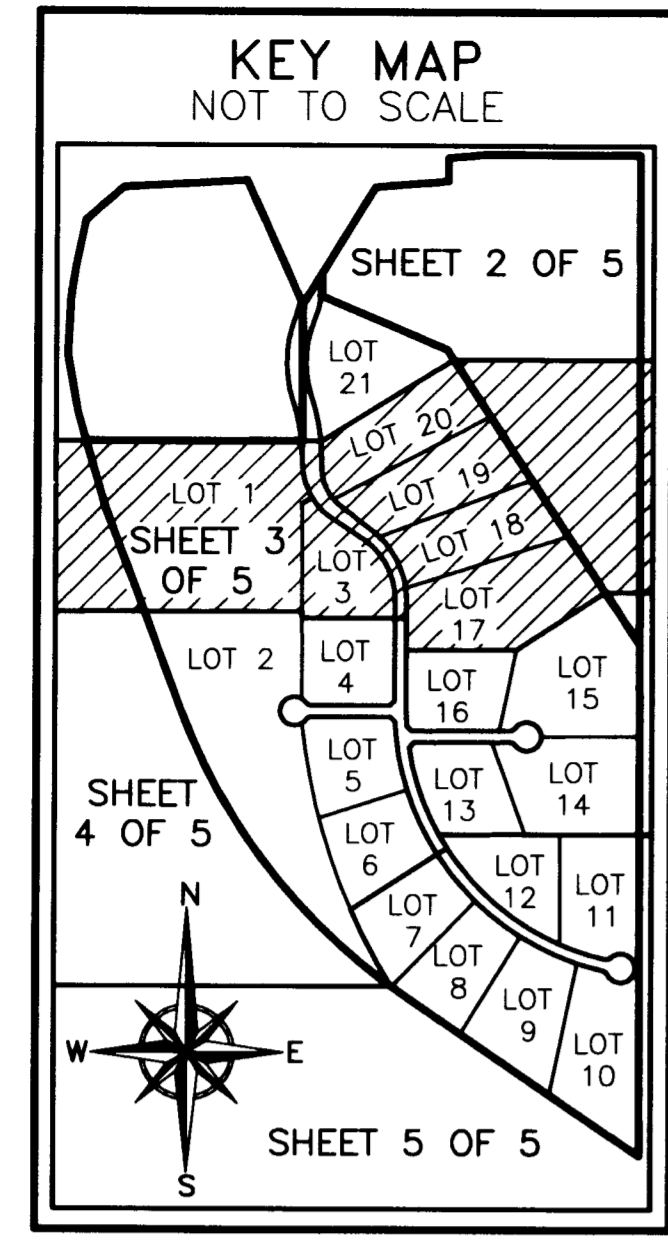 KEY MAP
NOT TO SCALE
SHEET 2 OF 5
LOT
21
LOT 20
LOT 1
LOT 19
SHEET 3
OF 5
LOT 18
LOT
3
LOT
17
LOT 2
LOT
4
LOT
16
LOT
15
LOT
5
LOT
13
LOT
14
SHEET
4 OF 5
LOT
6
LOT
12
LOT
11
LOT
7
LOT
8
LOT
9
LOT
10
N
W
E
S
SHEET 5 OF 5